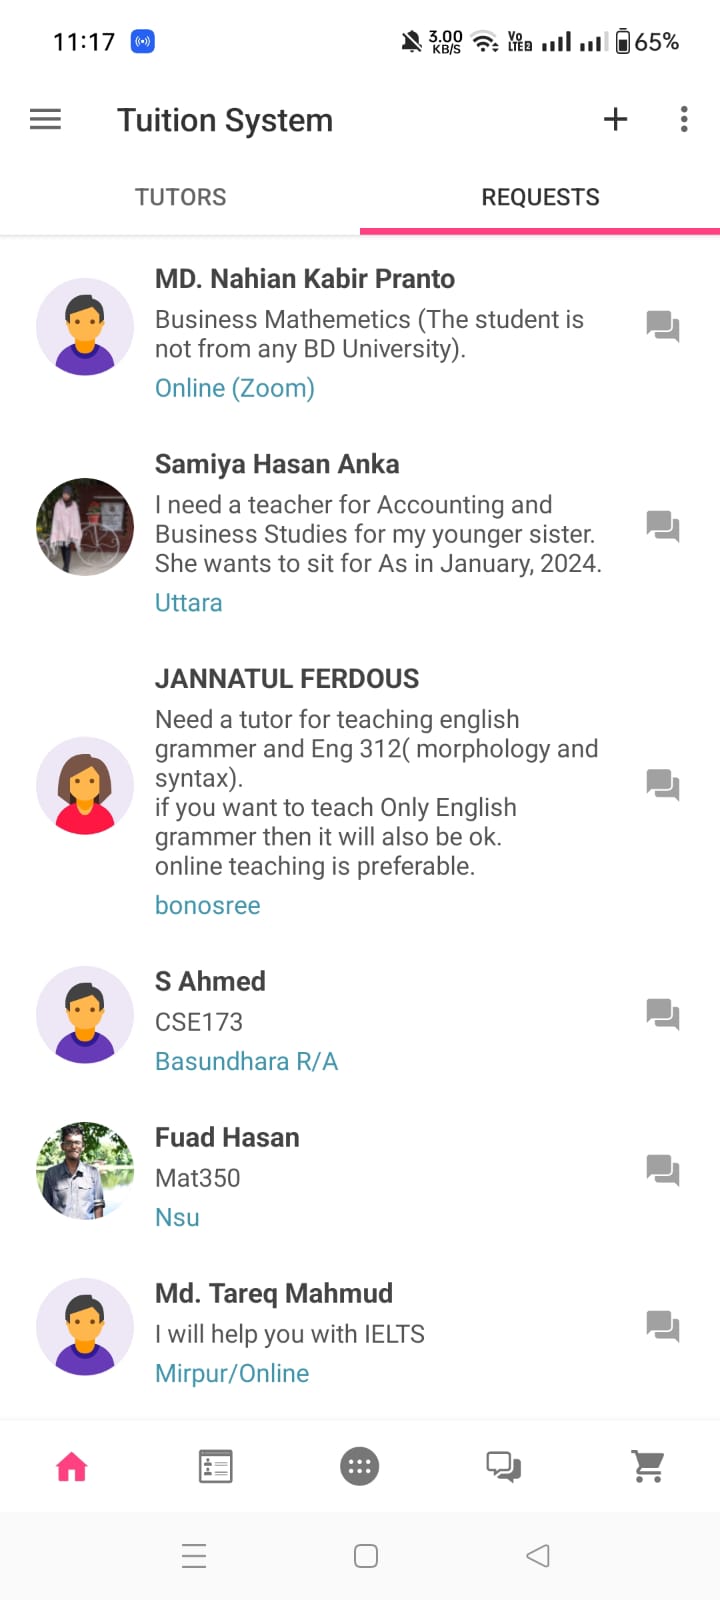 11:17
3.00
KB/S
Vo
LTE2
65%
Tuition System
TUTORS
REQUESTS
MD. Nahian Kabir Pranto
Business Mathemetics (The student is
not from any BD University).
Online (Zoom)
Samiya Hasan Anka
I need a teacher for Accounting and
Business Studies for my younger sister.
She wants to sit for As in January, 2024.
Uttara
JANNATUL FERDOUS
Need a tutor for teaching english
grammer and Eng 312( morphology and
syntax).
if you want to teach Only English
grammer then it will also be ok.
online teaching is preferable.
bonosree
S Ahmed
CSE173
Basundhara R/A
Fuad Hasan
Mat350
Nsu
Md. Tareq Mahmud
I will help you with IELTS
Mirpur/Online